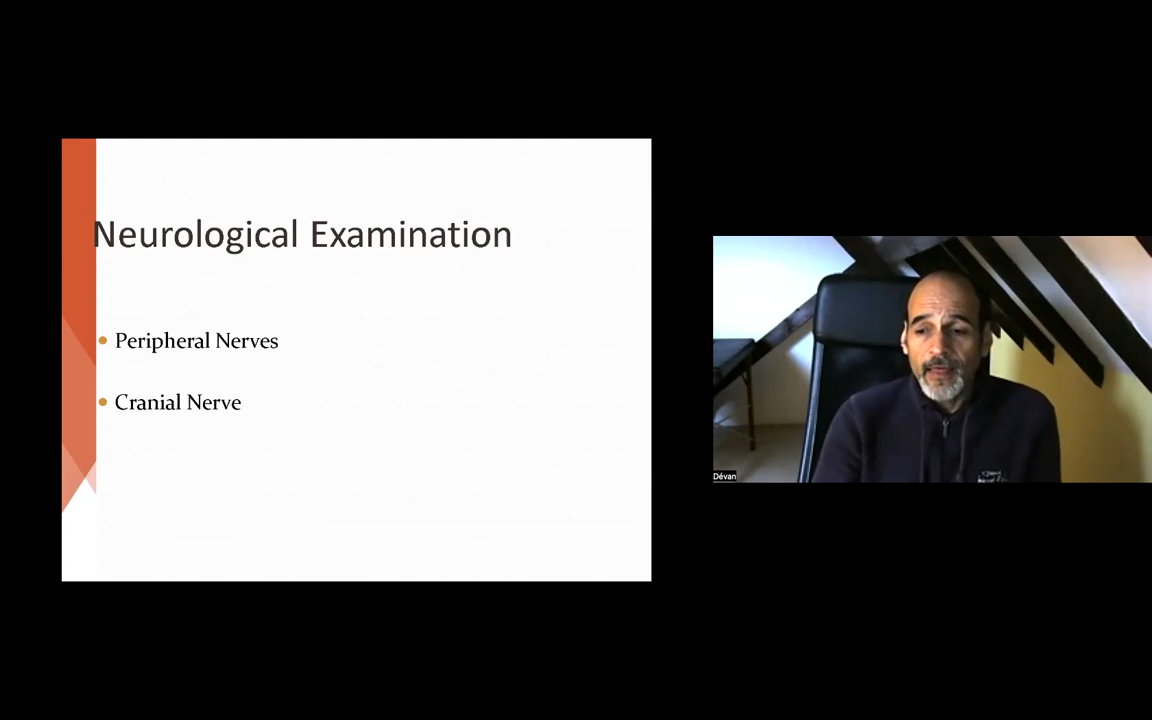 Neurological Examination
• Peripheral Nerves
• Cranial Nerve
Dévan